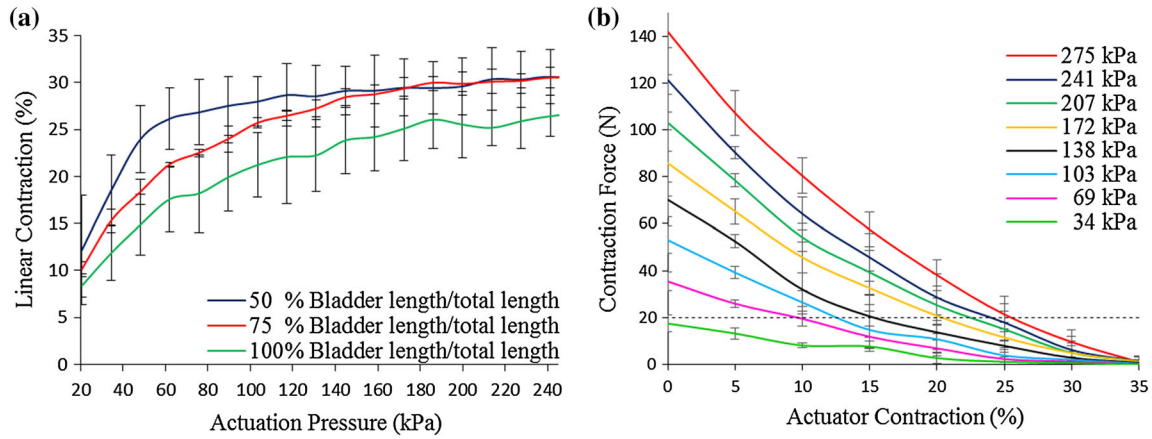 (a)
Linear Contraction (%)
35
30
25
20
15
10
5
0
50 % Bladder length/total length
75 % Bladder length/total length
100% Bladder length/total length
20 40 60 80 100 120 140 160 180 200 220 240
Actuation Pressure (kPa)
(b)
Contraction Force (N)
140
120
100
80
60
40
20
0
275 kPa
241 kPa
207 kPa
172 kPa
138 kPa
103 kPa
69 kPa
34 kPa
0 5 10 15 20 25 30 35
Actuator Contraction (%)